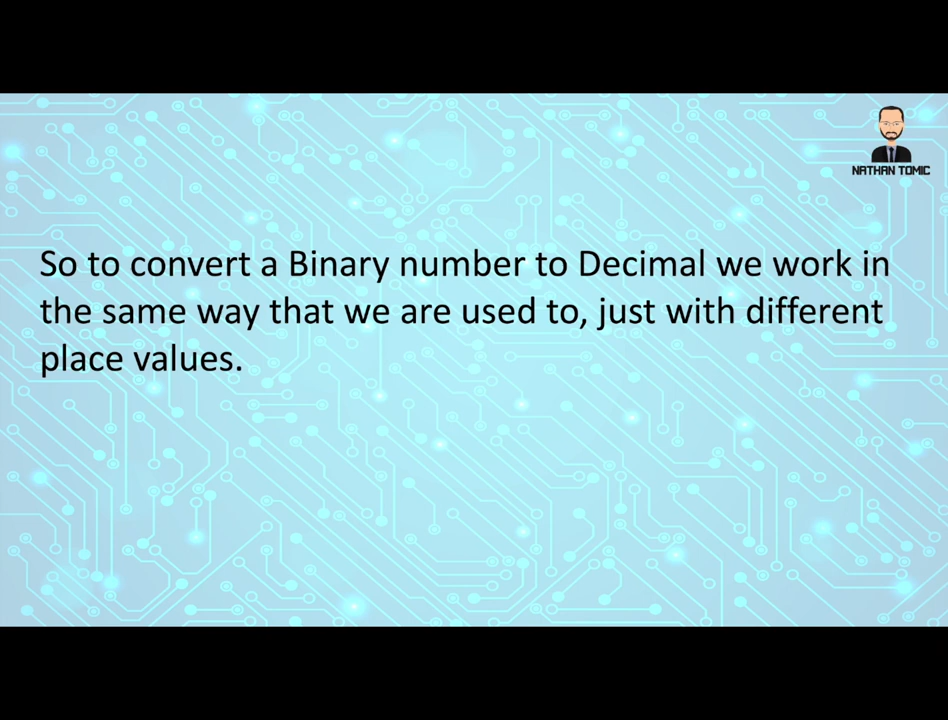 NATHAN TOMIC
So to convert a Binary number to Decimal we work in
the same way that we are used to, just with different
place values.